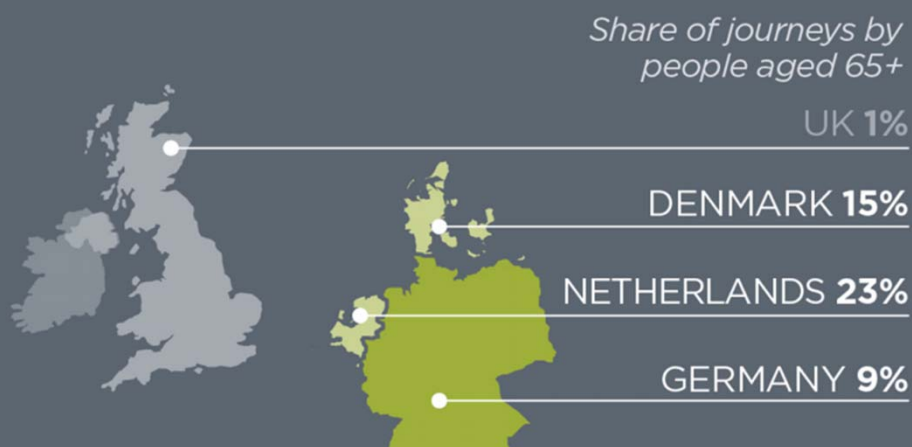 Share of journeys by
people aged 65+
UK 1%
DENMARK 15%
NETHERLANDS 23%
GERMANY 9%